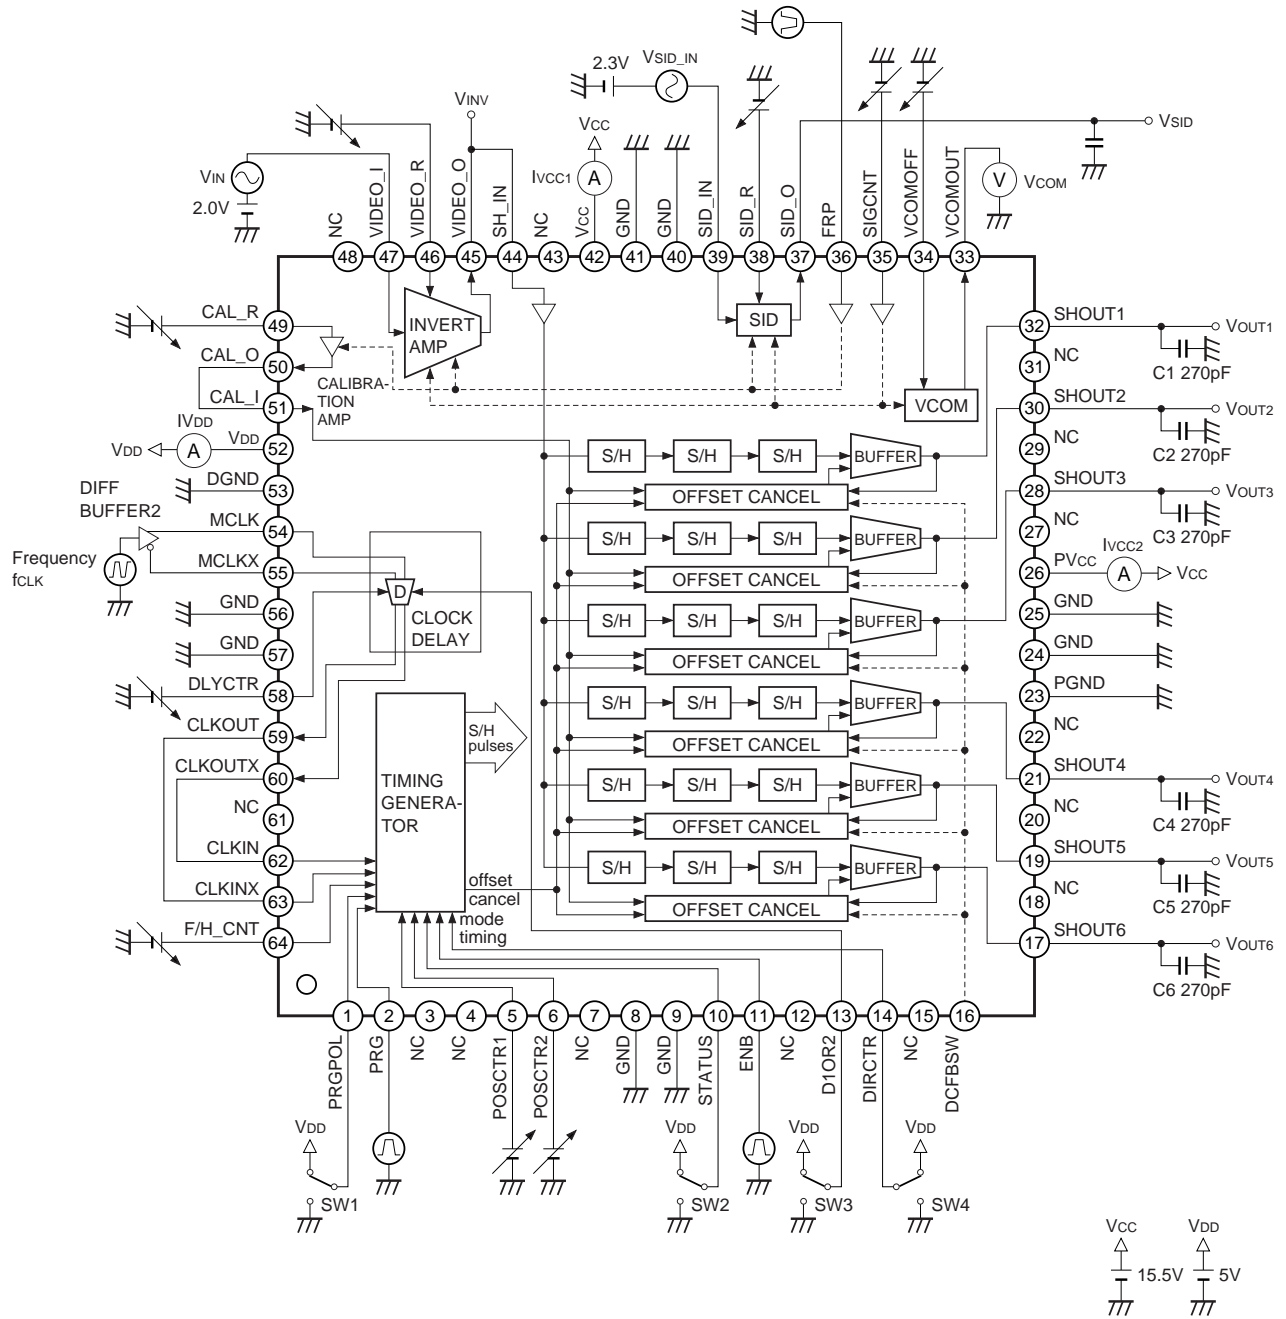 2.3V
VSID_IN
VINV
VCC
IVCC1
A
VSID
V
VCOM
VIN
2.0V
NC
VIDEO_I
VIDEO_R
VIDEO_O
SH_IN
NC
VCC
GND
GND
SID_IN
SID_R
SID_O
FRP
SIGCNT
VCOMOFF
VCOMOUT
48
47
46
45
44
43
42
41
40
39
38
37
36
35
34
33
CAL_R
49
CAL_O
50
CAL_I
51
IVDD
VDD
A
VDD
52
DGND
53
DIFF
BUFFER2
MCLK
54
MCLKX
55
Frequency
fCLK
GND
56
GND
57
DLYCTR
58
CLKOUT
59
CLKOUTX
60
NC
61
CLKIN
62
CLKINX
63
F/H_CNT
64
INVERT
AMP
CALIBRA-
TION
AMP
SID
VCOM
D
CLOCK
DELAY
TIMING
GENERA-
TOR
S/H
pulses
offset
cancel
mode
timing
S/H
S/H
S/H
BUFFER
OFFSET CANCEL
S/H
S/H
S/H
BUFFER
OFFSET CANCEL
S/H
S/H
S/H
BUFFER
OFFSET CANCEL
S/H
S/H
S/H
BUFFER
OFFSET CANCEL
S/H
S/H
S/H
BUFFER
OFFSET CANCEL
S/H
S/H
S/H
BUFFER
OFFSET CANCEL
32
SHOUT1
VOUT1
C1 270pF
31
NC
30
SHOUT2
VOUT2
C2 270pF
29
NC
28
SHOUT3
VOUT3
C3 270pF
27
NC
26
PVCC
IVCC2
A
VCC
25
GND
24
GND
23
PGND
22
NC
21
SHOUT4
VOUT4
C4 270pF
20
NC
19
SHOUT5
VOUT5
C5 270pF
18
NC
17
SHOUT6
VOUT6
C6 270pF
1
2
3
4
5
6
7
8
9
10
11
12
13
14
15
16
PRGPOL
PRG
NC
NC
POSCTR1
POSCTR2
NC
GND
GND
STATUS
ENB
NC
D1OR2
DIRCTR
NC
DCFBSW
VDD
SW1
VDD
SW2
VDD
SW3
VDD
SW4
VCC
15.5V
VDD
5V